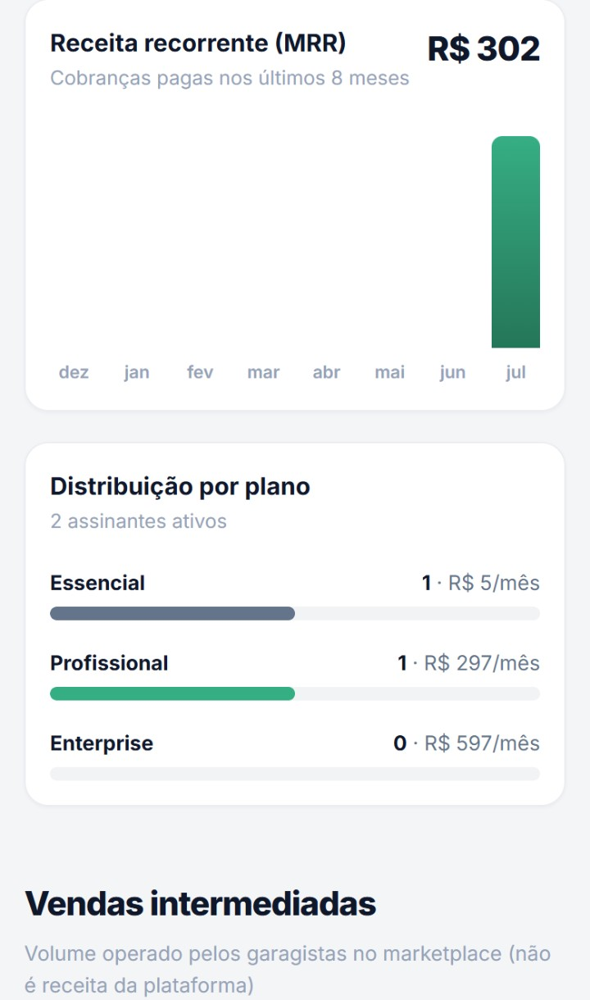 Receita recorrente (MRR)
R$ 302
Cobranças pagas nos últimos 8 meses
dez jan fev mar abr mai jun jul
Distribuição por plano
2 assinantes ativos
Essencial 1 · R$ 5/mês
Profissional 1 · R$ 297/mês
Enterprise 0 · R$ 597/mês
Vendas intermediadas
Volume operado pelos garagistas no marketplace (não
é receita da plataforma)